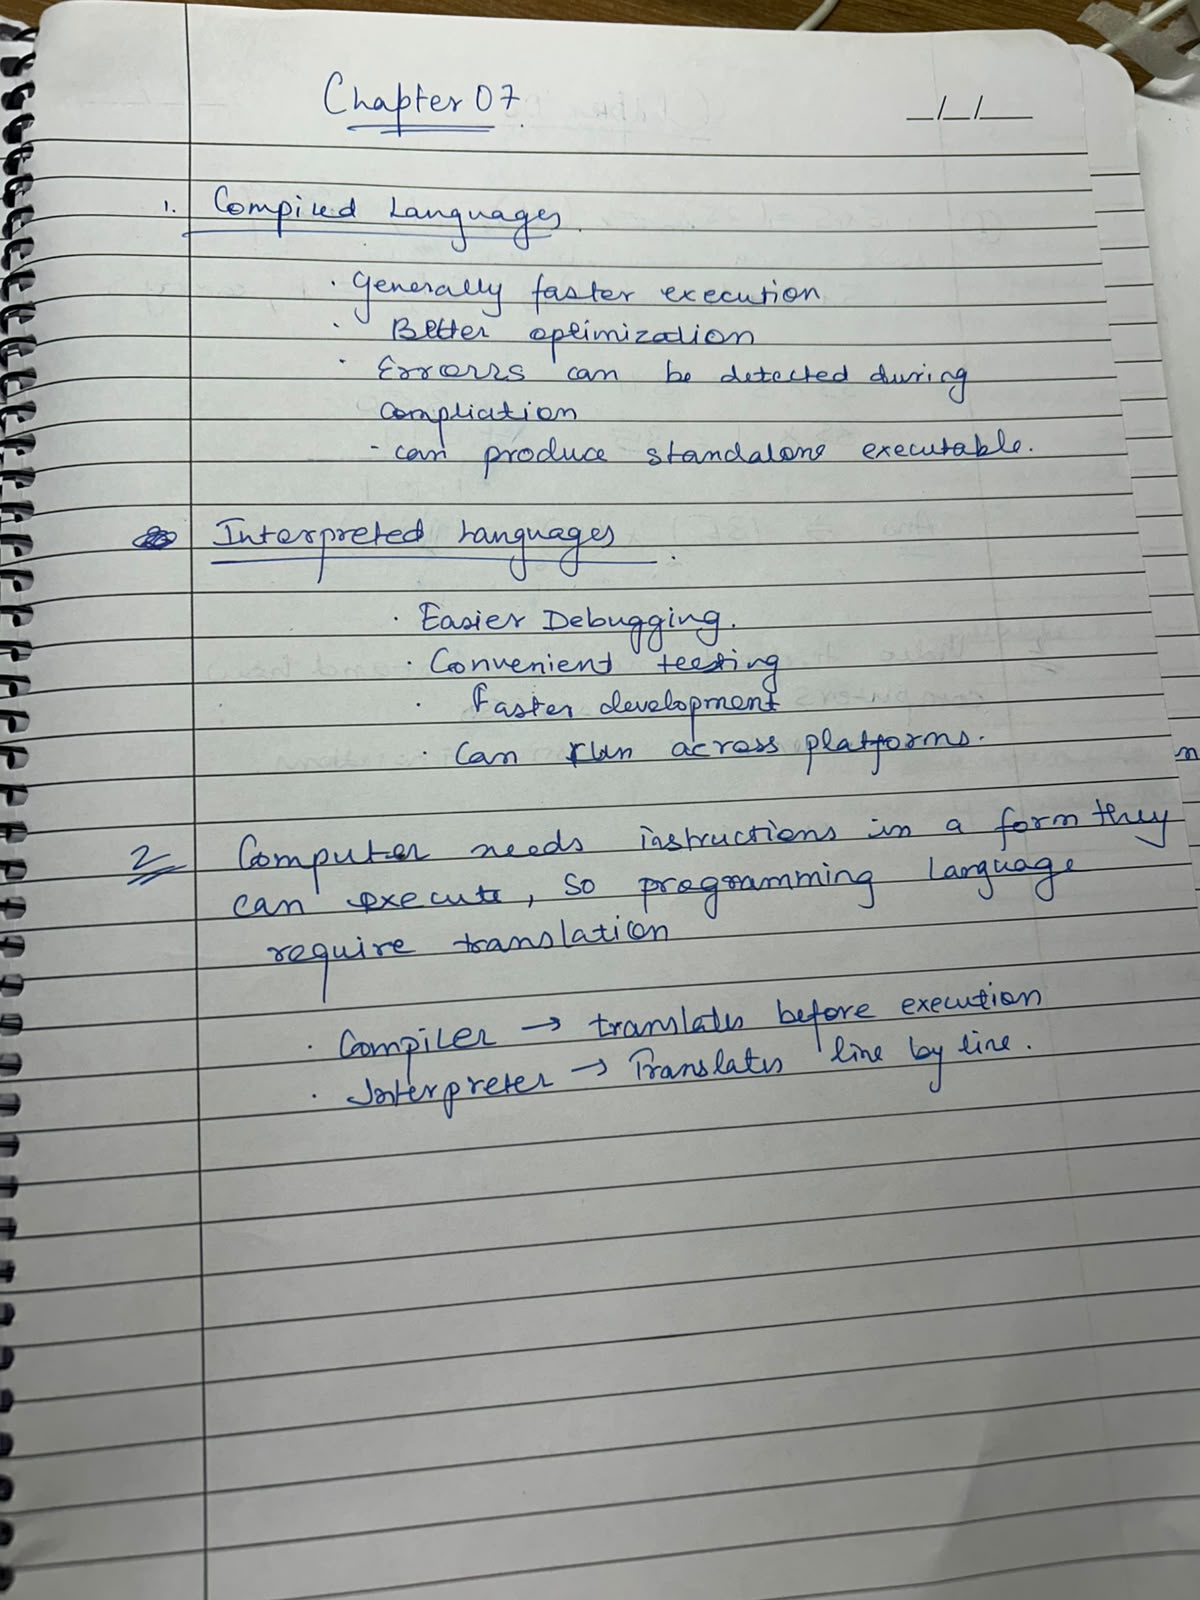 Chapter 07
_/_/__
1. Compiled Languages
· Generally faster execution
· Better optimization
· Errorrs can be detected during
compliation
- can produce standalone executable.
Interpreted Languages
· Easier Debugging.
· Convenient teesting
· Faster development
· Can run across platforms.
2 Computer needs instructions in a form they
can execute, so programming language
require translation
· Compiler → translates before execution
· Interpreter → Translates line by line.